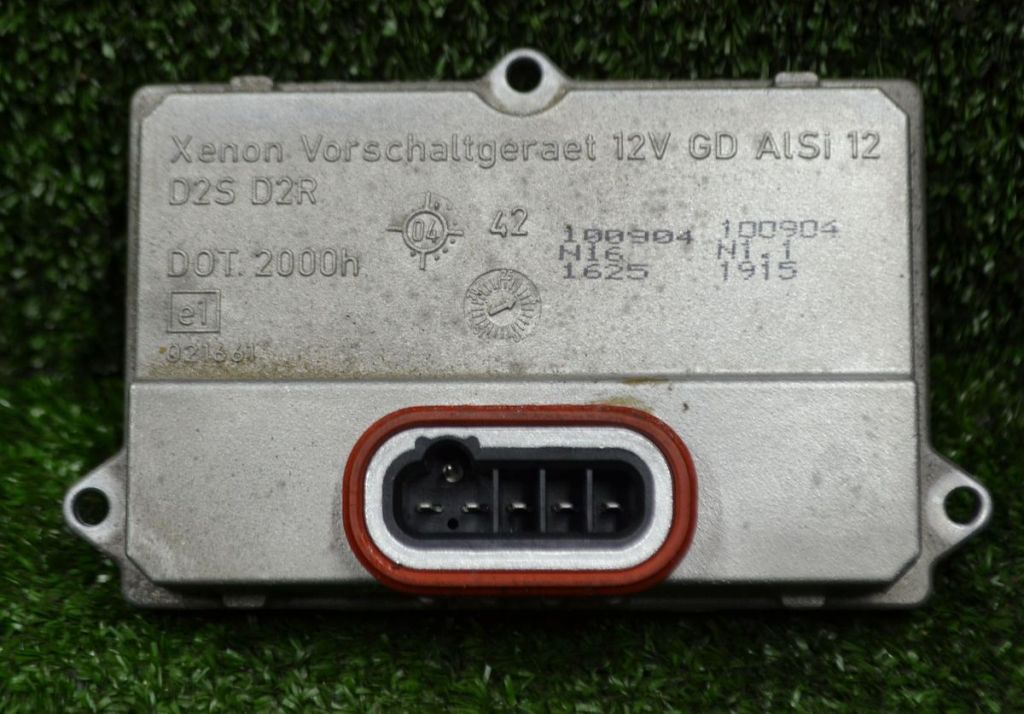 Xenon Vorschaltgeraet 12V GD AlSi 12
D2S D2R
04
42
100904
N16
1625
100904
N1.1
1915
DOT. 2000h
e1
021661